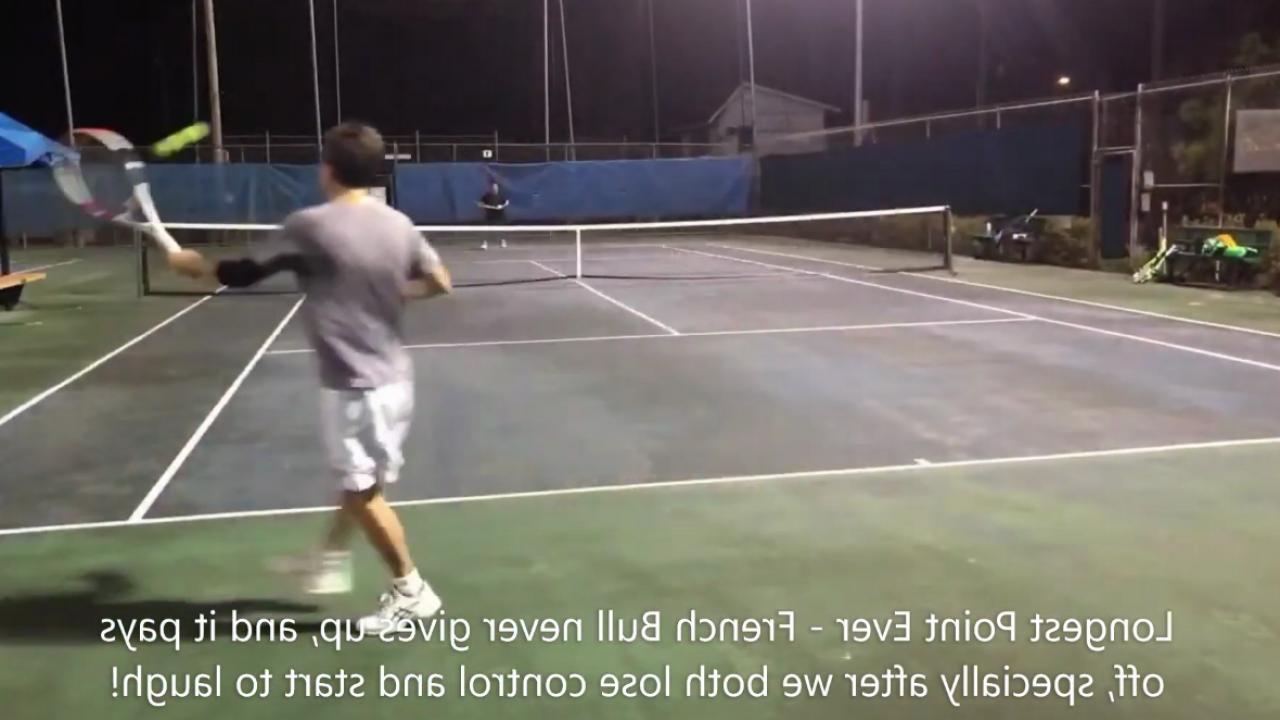 Longest Point Ever - French Bull never gives up, and it pays
off, specially after we both lose control and start to laugh!